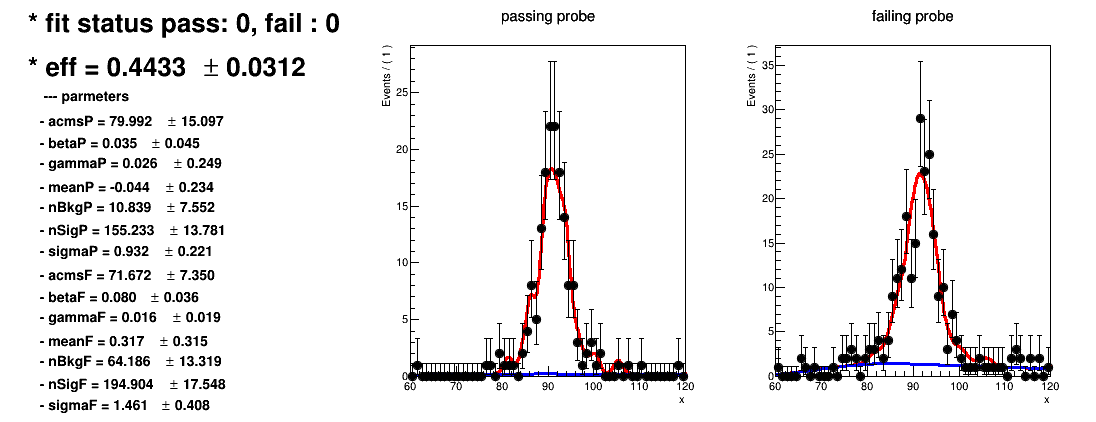 * fit status pass: 0, fail : 0
* eff = 0.4433 ± 0.0312
--- parmeters
- acmsP = 79.992 ± 15.097
- betaP = 0.035 ± 0.045
- gammaP = 0.026 ± 0.249
- meanP = -0.044 ± 0.234
- nBkgP = 10.839 ± 7.552
- nSigP = 155.233 ± 13.781
- sigmaP = 0.932 ± 0.221
- acmsF = 71.672 ± 7.350
- betaF = 0.080 ± 0.036
- gammaF = 0.016 ± 0.019
- meanF = 0.317 ± 0.315
- nBkgF = 64.186 ± 13.319
- nSigF = 194.904 ± 17.548
- sigmaF = 1.461 ± 0.408
passing probe
Events / ( 1 )
25
20
15
10
5
0
60 70 80 90 100 110 120
x
failing probe
Events / ( 1 )
35
30
25
20
15
10
5
0
60 70 80 90 100 110 120
x